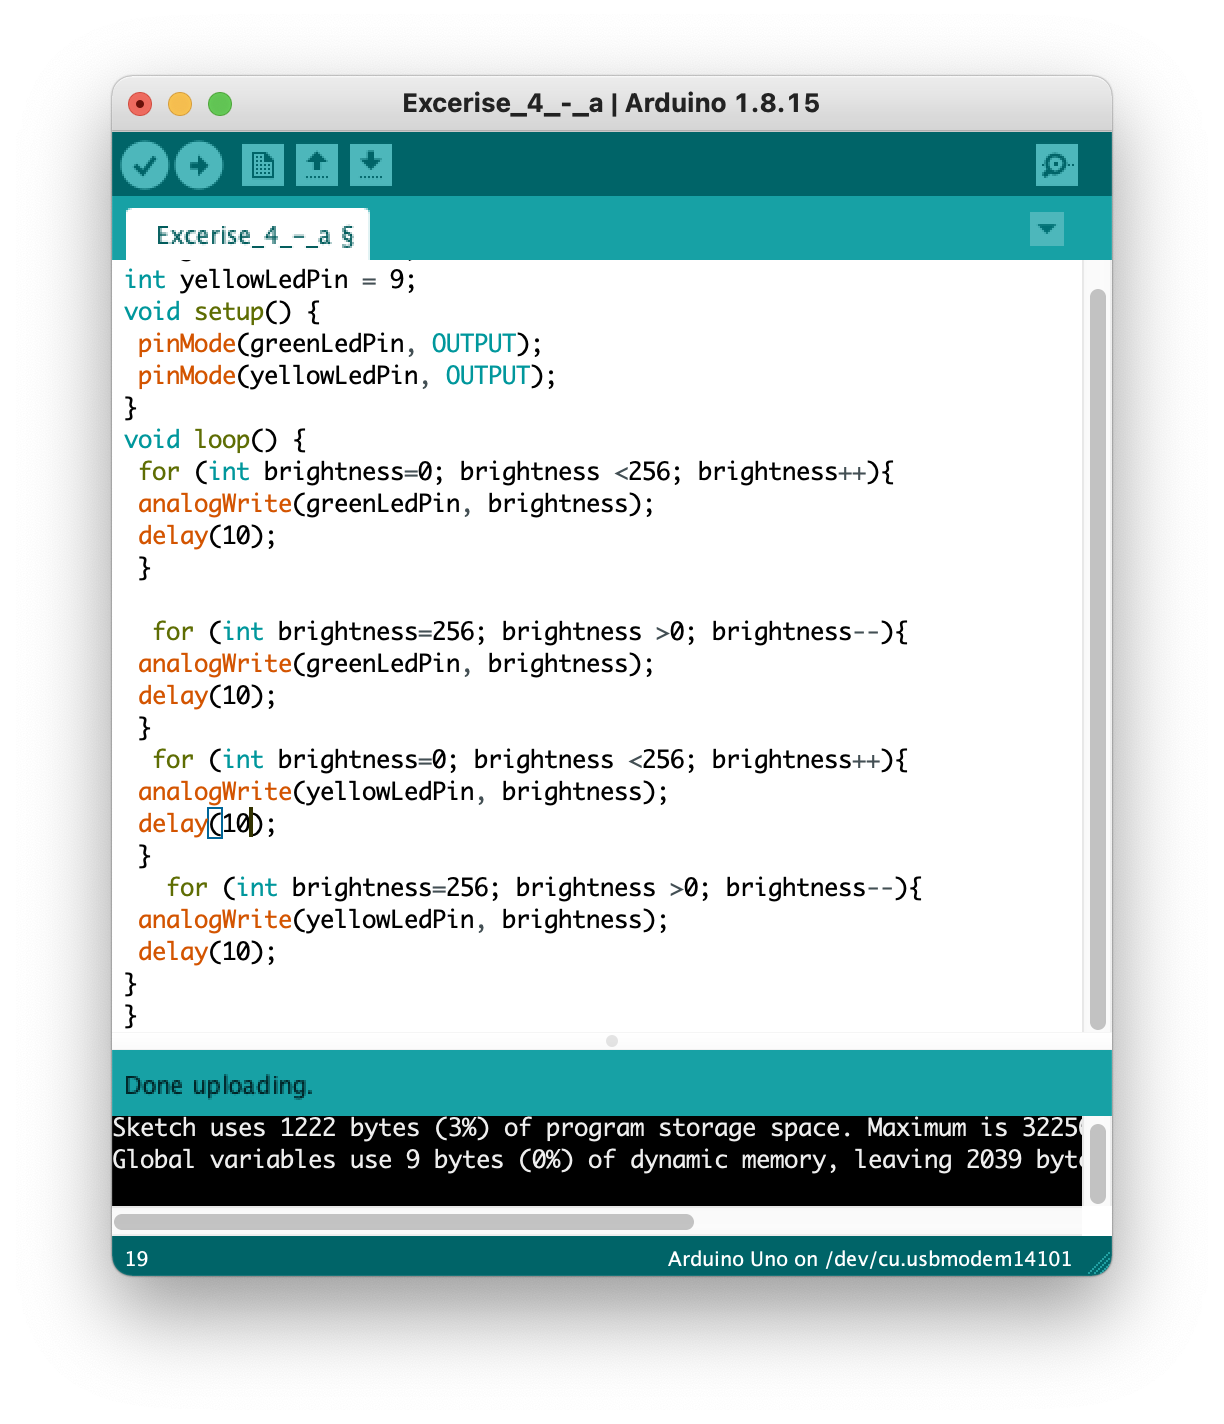 Excerise_4_-_a | Arduino 1.8.15
Excerise_4_-_a §
int yellowLedPin = 9;
void setup() {
pinMode(greenLedPin, OUTPUT);
pinMode(yellowLedPin, OUTPUT);
}
void loop() {
for (int brightness=0; brightness <256; brightness++){
analogWrite(greenLedPin, brightness);
delay(10);
}
for (int brightness=256; brightness >0; brightness--){
analogWrite(greenLedPin, brightness);
delay(10);
}
for (int brightness=0; brightness <256; brightness++){
analogWrite(yellowLedPin, brightness);
delay(10);
}
for (int brightness=256; brightness >0; brightness--){
analogWrite(yellowLedPin, brightness);
delay(10);
}
}
Done uploading.
Sketch uses 1222 bytes (3%) of program storage space. Maximum is
Global variables use 9 bytes (0%) of dynamic memory, leaving 2039
19
Arduino Uno on /dev/cu.usbmodem14101